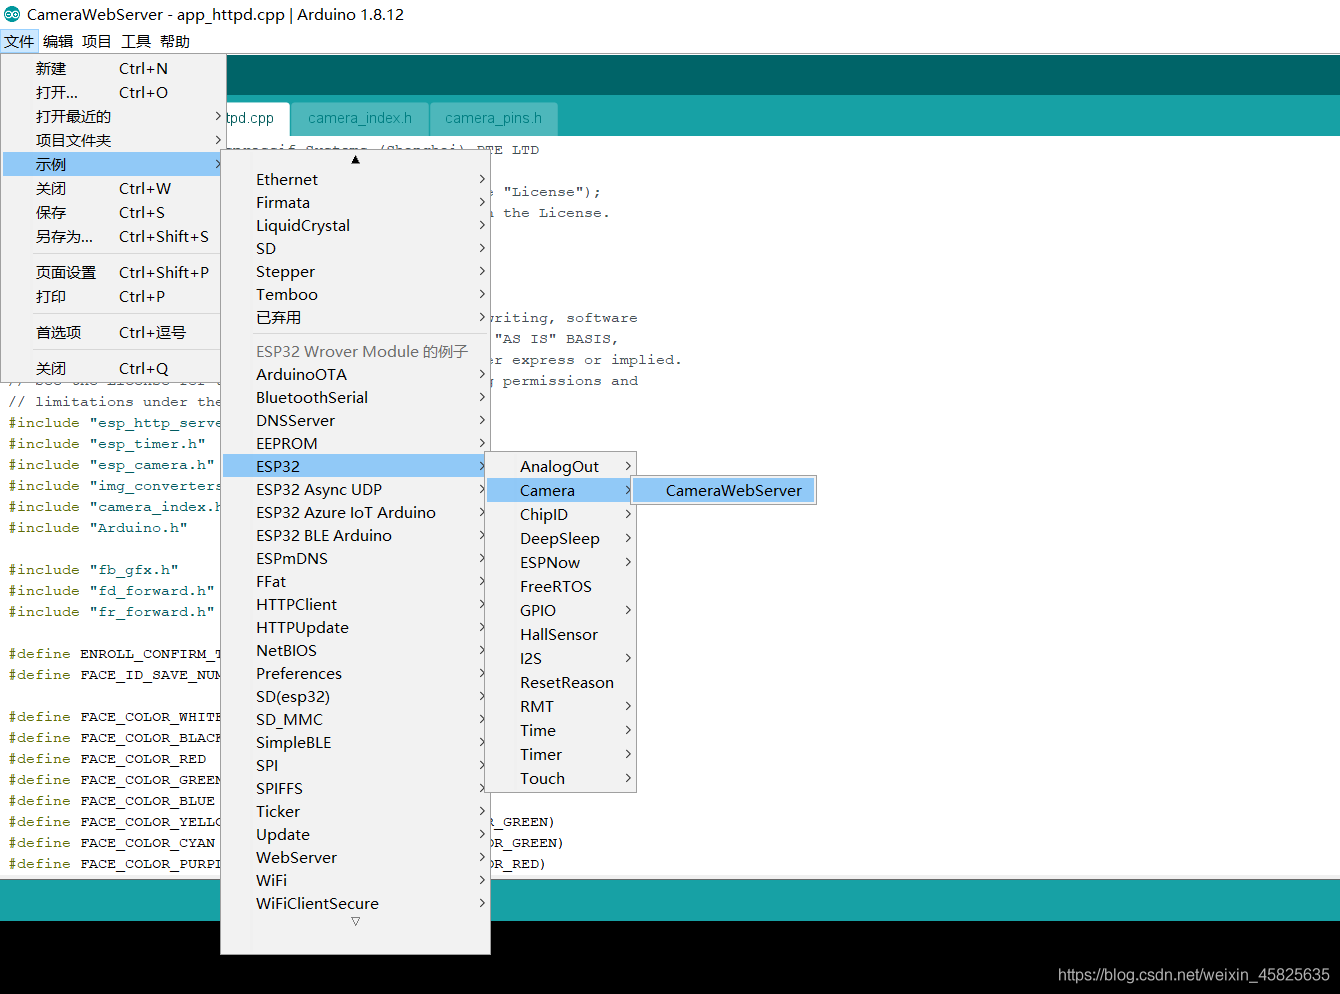 CameraWebServer - app_httpd.cpp | Arduino 1.8.12
文件 编辑 项目 工具 帮助
新建 Ctrl+N
打开... Ctrl+O
打开最近的
项目文件夹
示例
关闭 Ctrl+W
保存 Ctrl+S
另存为... Ctrl+Shift+S
页面设置 Ctrl+Shift+P
打印 Ctrl+P
首选项 Ctrl+逗号
关闭 Ctrl+Q
tpd.cpp camera_index.h camera_pins.h
Systems (Shanghai) PTE LTD
"License");
the License.
writing, software
"AS IS" BASIS,
express or implied.
permissions and
// See the License for
// limitations under the
#include "esp_http_serve
#include "esp_timer.h"
#include "esp_camera.h"
#include "img_converters
#include "camera_index.h
#include "Arduino.h"
#include "fb_gfx.h"
#include "fd_forward.h"
#include "fr_forward.h"
#define ENROLL_CONFIRM_T
#define FACE_ID_SAVE_NUM
#define FACE_COLOR_WHITE
#define FACE_COLOR_BLACK
#define FACE_COLOR_RED
#define FACE_COLOR_GREEN
#define FACE_COLOR_BLUE
#define FACE_COLOR_YELLO R_GREEN)
#define FACE_COLOR_CYAN OR_GREEN)
#define FACE_COLOR_PURPL OR_RED)
Ethernet
Firmata
LiquidCrystal
SD
Stepper
Temboo
已弃用
ESP32 Wrover Module 的例子
ArduinoOTA
BluetoothSerial
DNSServer
EEPROM
ESP32
ESP32 Async UDP
ESP32 Azure IoT Arduino
ESP32 BLE Arduino
ESPmDNS
FFat
HTTPClient
HTTPUpdate
NetBIOS
Preferences
SD(esp32)
SD_MMC
SimpleBLE
SPI
SPIFFS
Ticker
Update
WebServer
WiFi
WiFiClientSecure
AnalogOut
Camera
ChipID
DeepSleep
ESPNow
FreeRTOS
GPIO
HallSensor
I2S
ResetReason
RMT
Time
Timer
Touch
CameraWebServer
https://blog.csdn.net/weixin_45825635